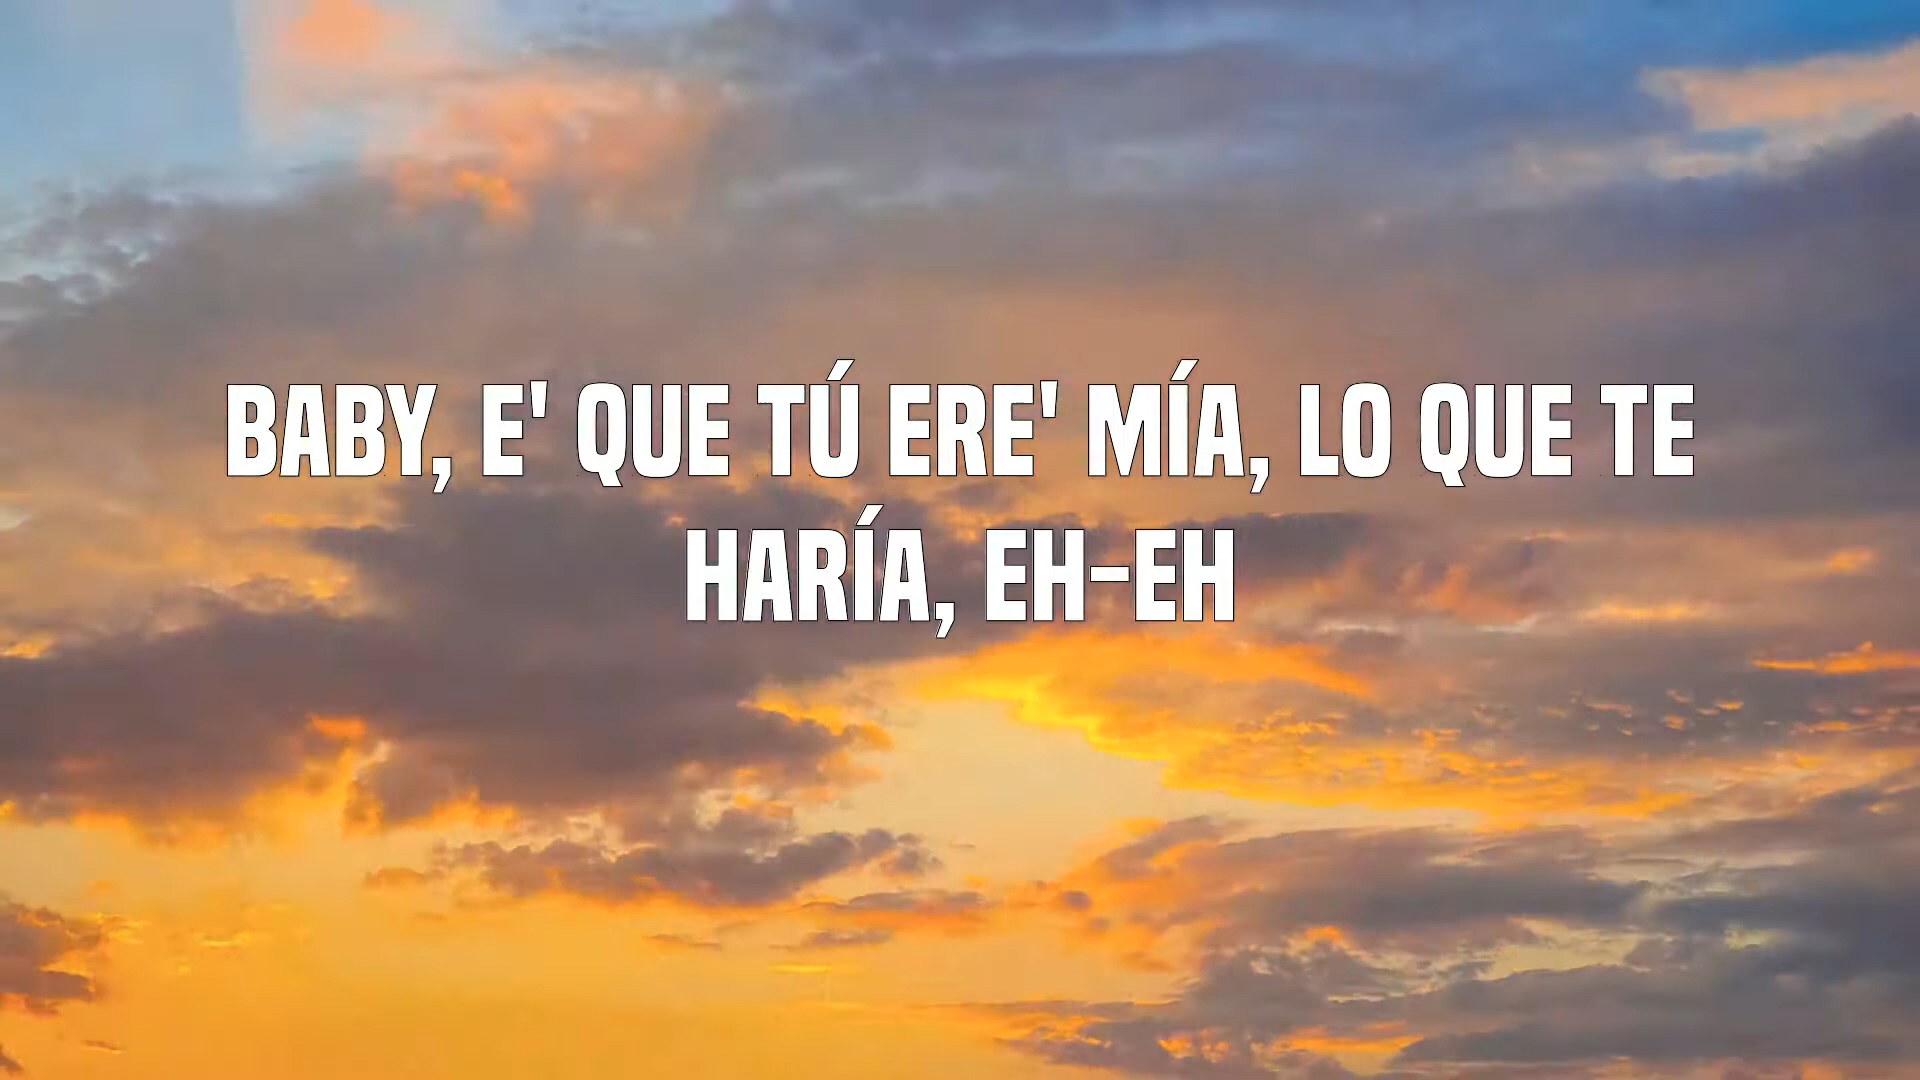 BABY, E' QUE TÚ ERE' MÍA, LO QUE TE
HARÍA, EH-EH